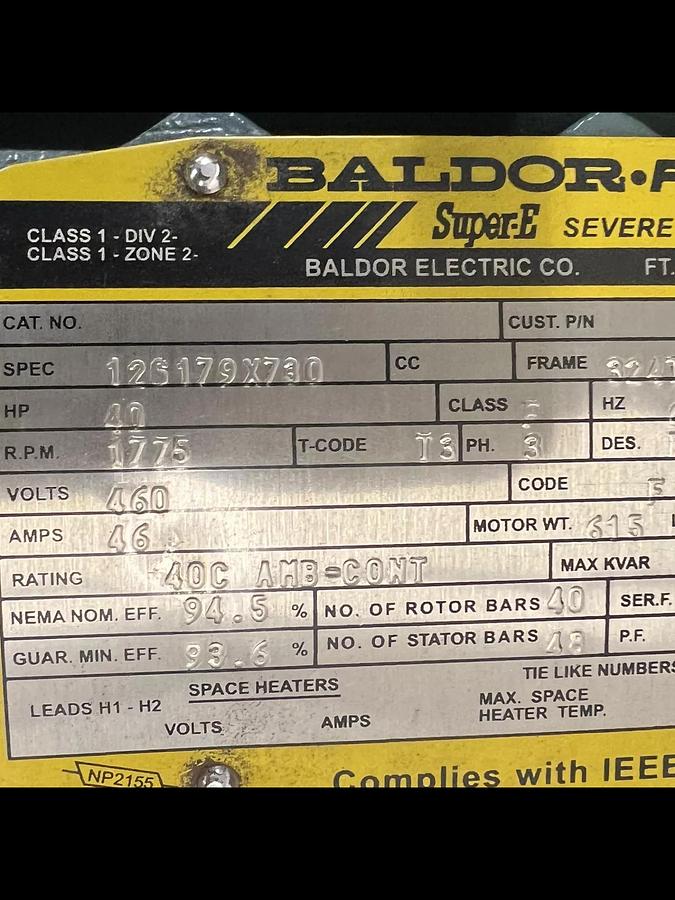 BALDOR•
Super-E SEVERE
CLASS 1 - DIV 2-
CLASS 1 - ZONE 2-
BALDOR ELECTRIC CO. FT.
CAT. NO. CUST. P/N
SPEC 12S179X730 CC FRAME
HP 40 CLASS HZ
R.P.M. 1775 T-CODE T3 PH. 3 DES.
VOLTS 460 CODE F
AMPS 46 MOTOR WT. 615
RATING 40C AMB-CONT MAX KVAR
NEMA NOM. EFF. 94.5 % NO. OF ROTOR BARS 40 SER.F.
GUAR. MIN. EFF. 93.6 % NO. OF STATOR BARS 48 P.F.
SPACE HEATERS TIE LIKE NUMBERS
LEADS H1 - H2 MAX. SPACE
HEATER TEMP.
VOLTS AMPS
NP2155 Complies with IEEE